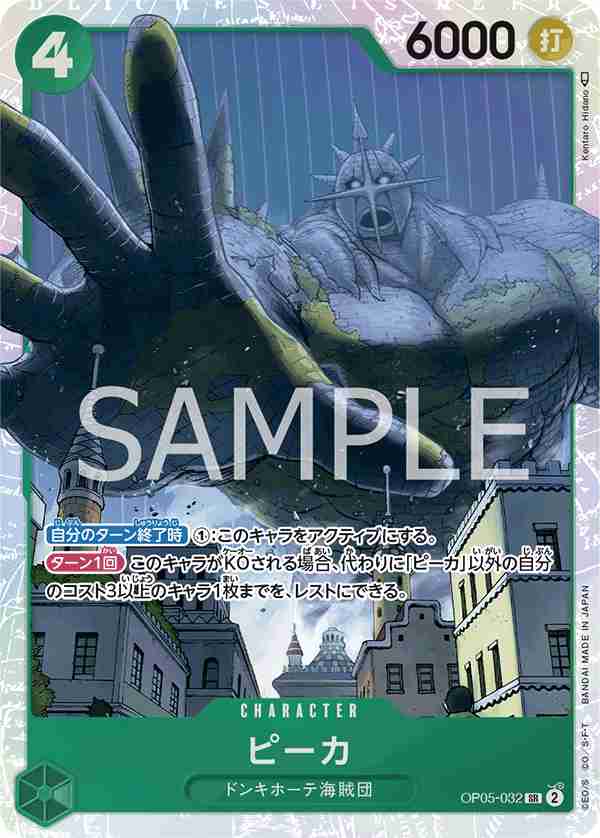 4
6000 打
Kentaro Hidano
SAMPLE
自分のターン終了時 ①:このキャラをアクティブにする。
ターン1回 このキャラがKOされる場合、代わりに「ピーカ」以外の自分
のコスト3以上のキャラ1枚までを、レストにできる。
CHARACTER
ピーカ
ドンキホーテ海賊団
OP05-032 SR 2
©E.O/S ©O/S・F・T BANDAI MADE IN JAPAN